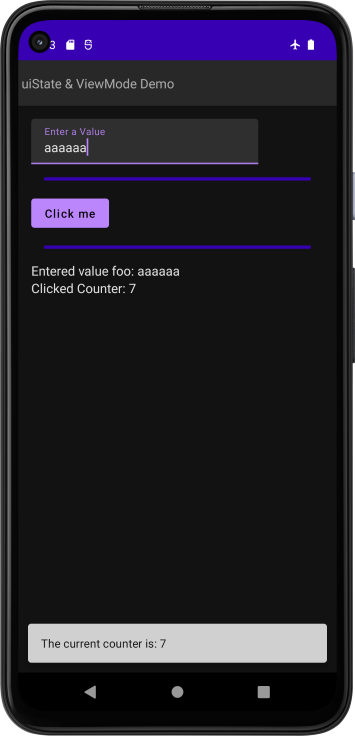 3
uiState & ViewMode Demo
Enter a Value
aaaaaa
Click me
Entered value foo: aaaaaa
Clicked Counter: 7
The current counter is: 7